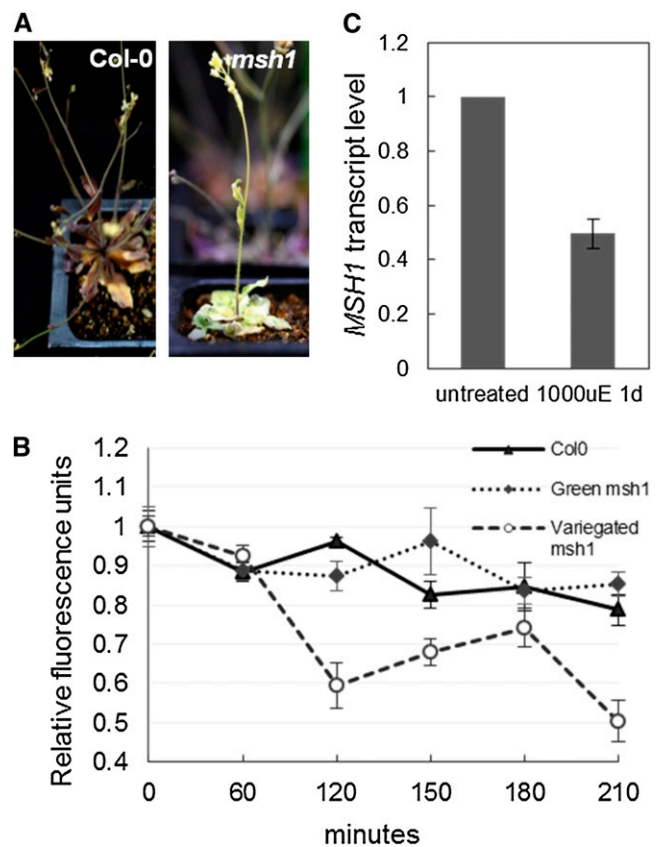 A
Col-0
msh1
C
MSH1 transcript level
1.2
1
0.8
0.6
0.4
0.2
0
untreated 1000uE 1d
B
Relative fluorescence units
1.2
1.1
1
0.9
0.8
0.7
0.6
0.5
0.4
Col0
Green msh1
Variegated
msh1
0 60 120 150 180 210
minutes